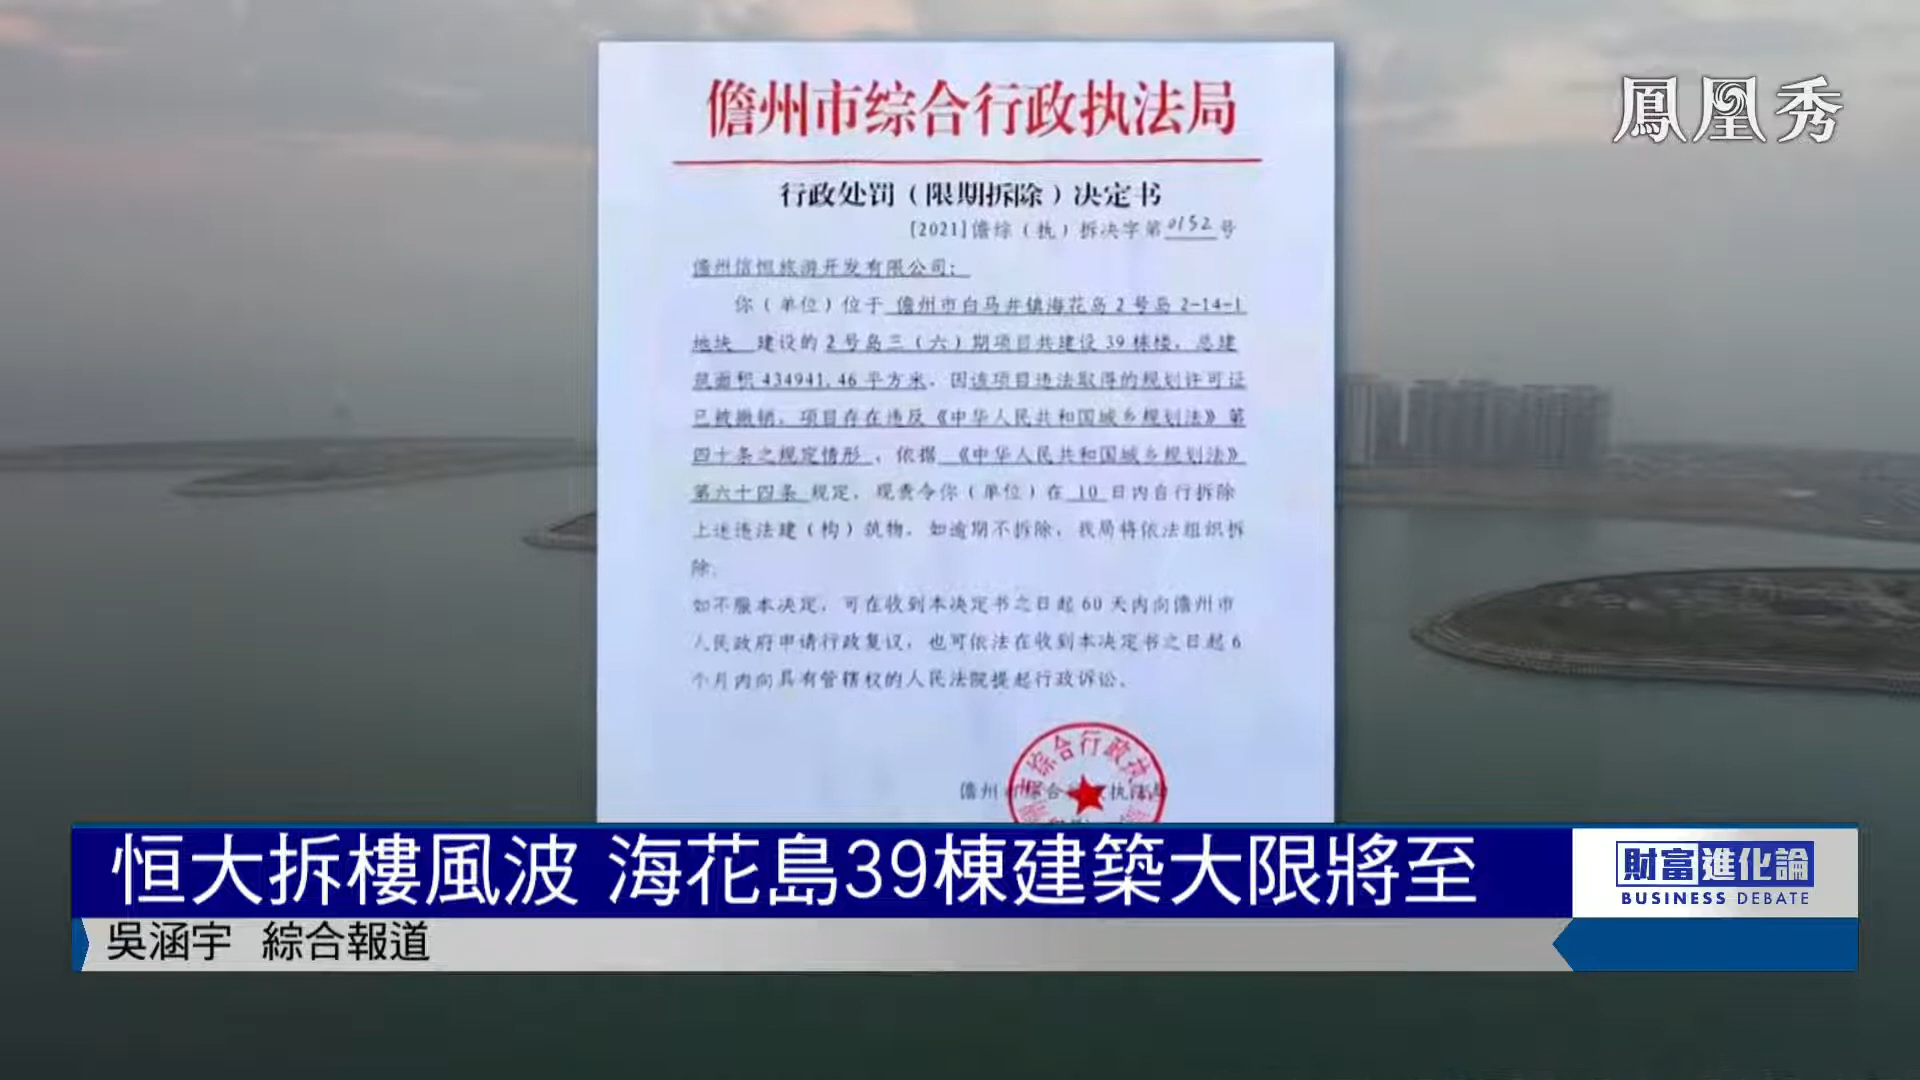 儋州市综合行政执法局
鳳凰秀
行政处罚（限期拆除）决定书
[2021]儋综（执）拆决字第0152号
儋州信恒旅游开发有限公司：
你（单位）位于 儋州市白马井镇海花岛2号岛2-14-1
地块 建设的2号岛三（六）期项目共建设39栋楼，总建
筑面积434941.46平方米，因该项目违法取得的规划许可证
已被撤销，项目存在违反《中华人民共和国城乡规划法》第
四十条之规定情形，依据《中华人民共和国城乡规划法》
第六十四条 规定，现责令你（单位）在 10 日内自行拆除
上述违法建（构）筑物。如逾期不拆除，我局将依法组织拆
除。
如不服本决定，可在收到本决定书之日起60天内向儋州市
人民政府申请行政复议，也可依法在收到本决定书之日起6
个月内向具有管辖权的人民法院提起行政诉讼。
综合行政执
儋州市综合行政执法局
恒大拆樓風波 海花島39棟建築大限將至
財富進化論
BUSINESS DEBATE
吳涵宇 綜合報道